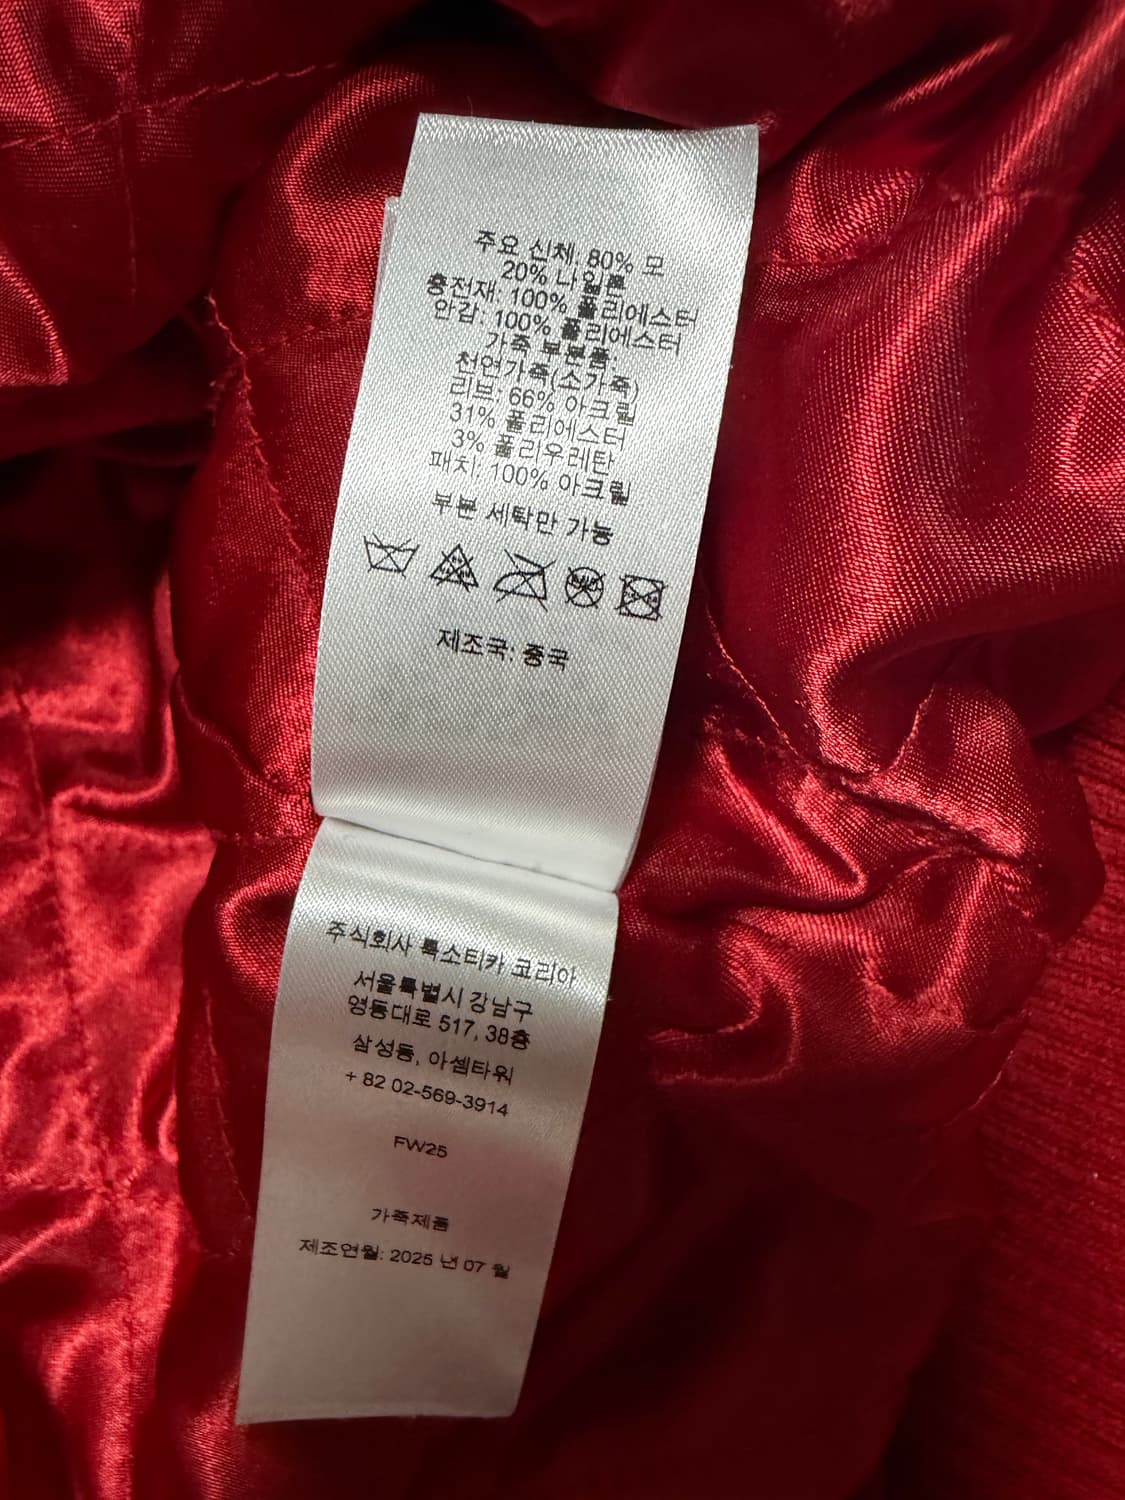 주요 신체: 80% 모
20% 나일론
충전재: 100% 폴리에스터
안감: 100% 폴리에스터
가죽 부분품:
천연가죽(소가죽)
리브: 66% 아크릴
31% 폴리에스터
3% 폴리우레탄
패치: 100% 아크릴
부분 세탁만 가능
제조국: 중국
주식회사 룩소티카 코리아
서울특별시 강남구
영동대로 517, 38층
삼성동, 아셈타워
+ 82 02-569-3914
FW25
가죽제품
제조연월: 2025 년 07 월